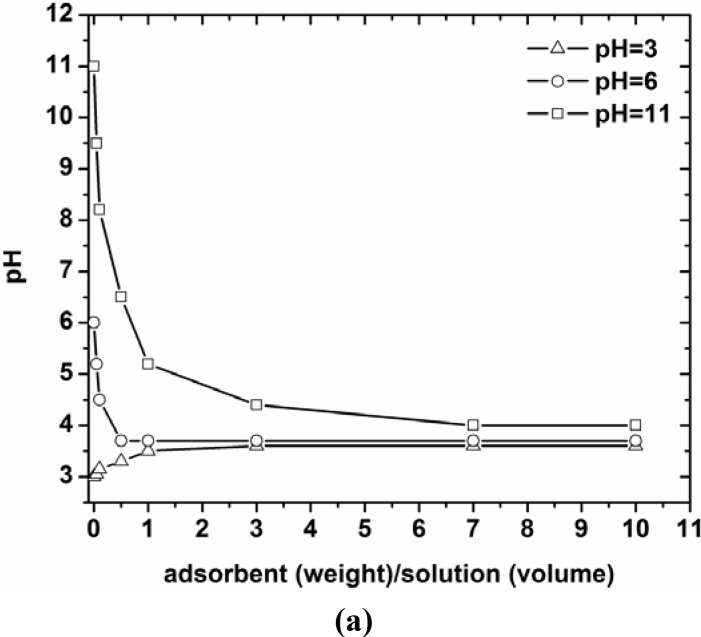 12
11
10
9
8
7
6
5
4
3
pH
pH=3
pH=6
pH=11
0 1 2 3 4 5 6 7 8 9 10 11
adsorbent (weight)/solution (volume)
(a)